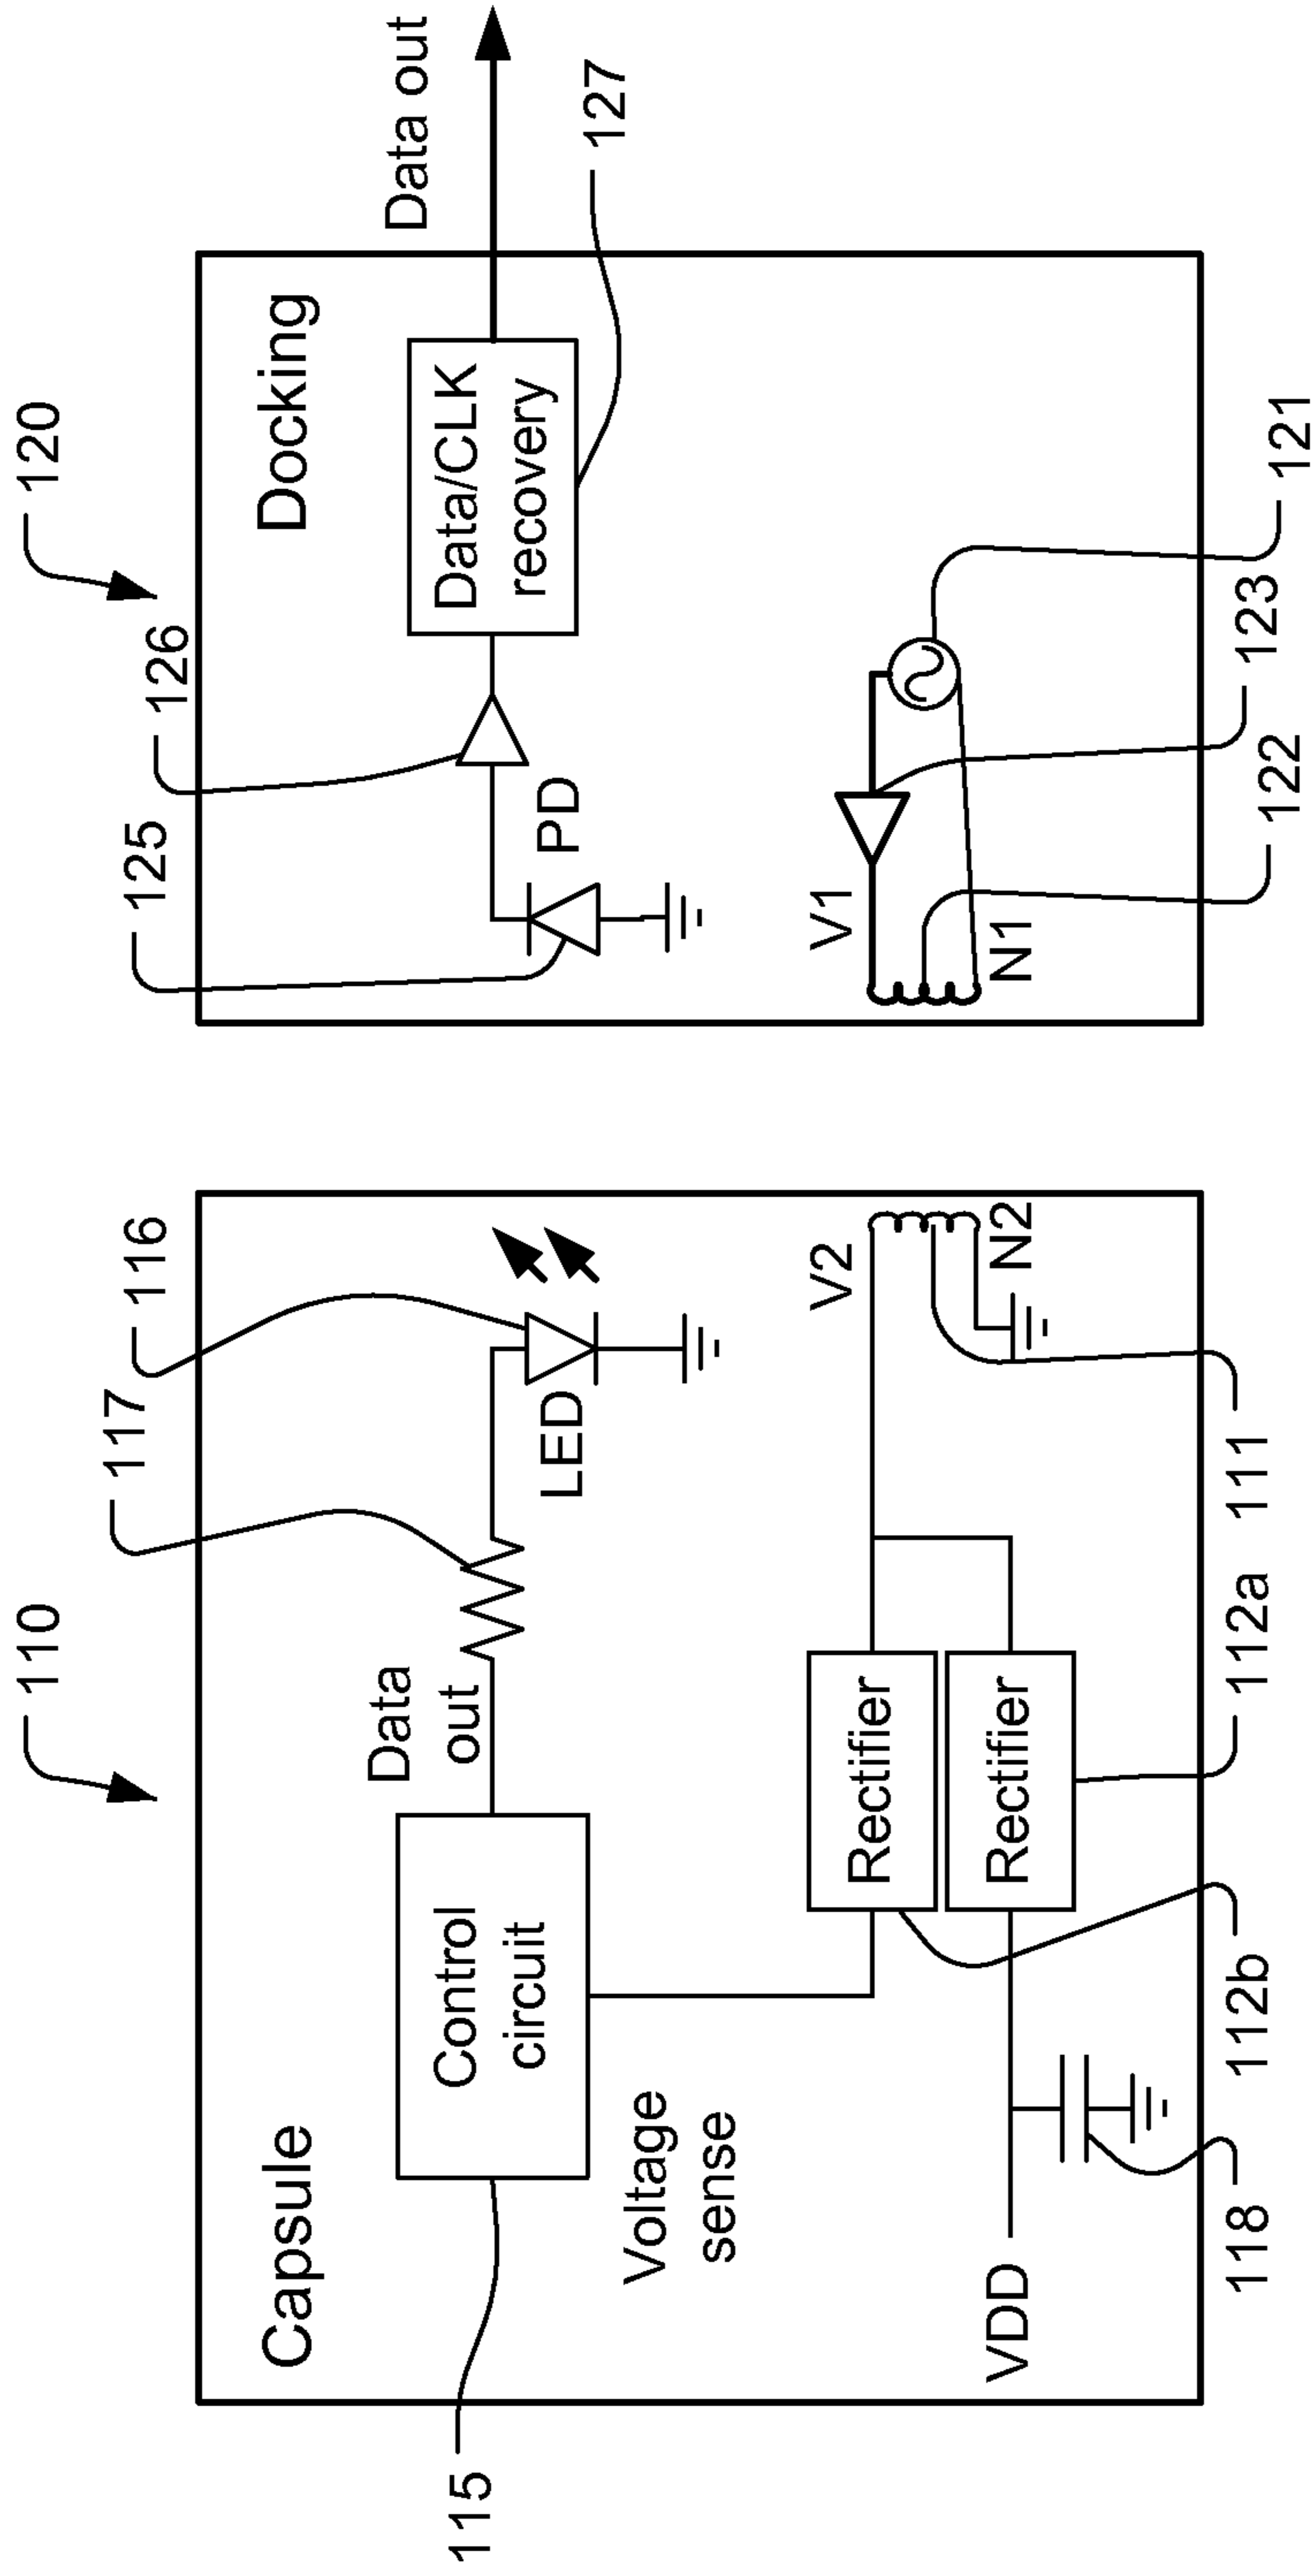 110
120
117
116
125
126
Capsule
Docking
Data out
Data
out
115
Control
circuit
LED
PD
Data/CLK
recovery
127
Voltage
sense
Rectifier
V2
V1
VDD
Rectifier
N2
N1
118
112b
112a
111
122
123
121